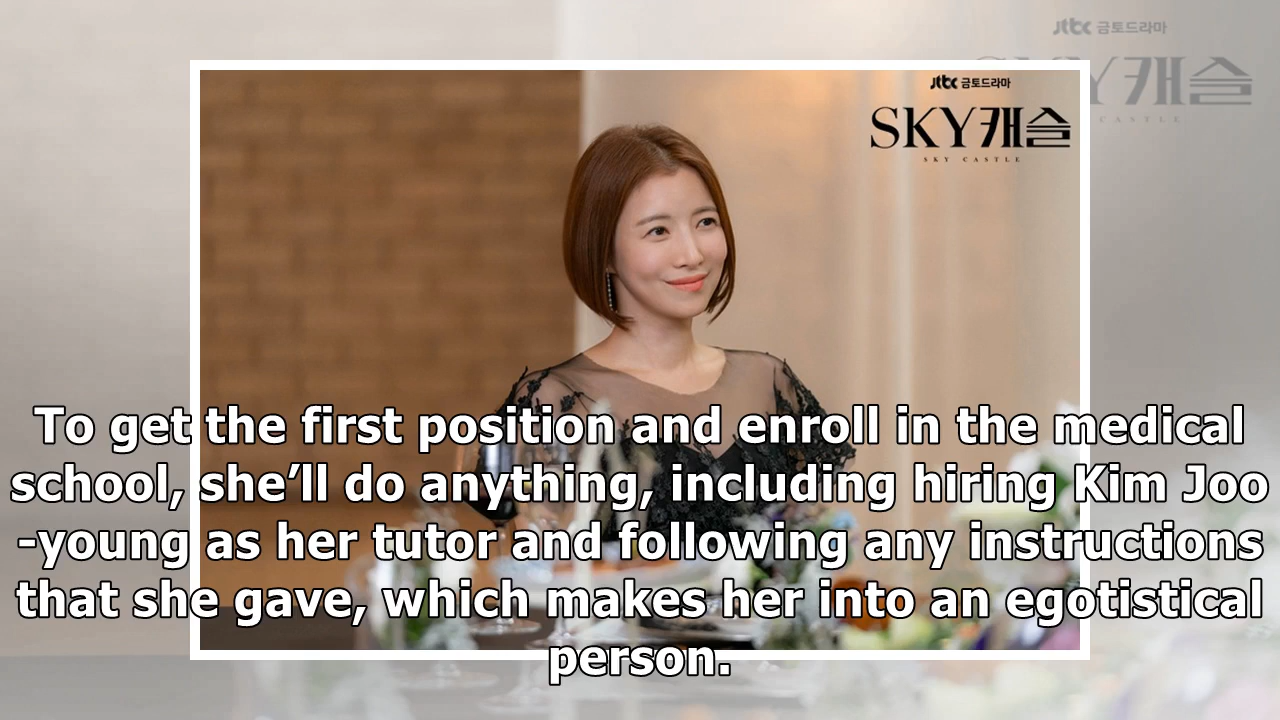 jtbc 금토드라마
SKY캐슬
SKY CASTLE
jtbc 금토드라마
Y캐슬
CASTLE
To get the first position and enroll in the medical
school, she’ll do anything, including hiring Kim Joo
-young as her tutor and following any instructions
that she gave, which makes her into an egotistical
person.